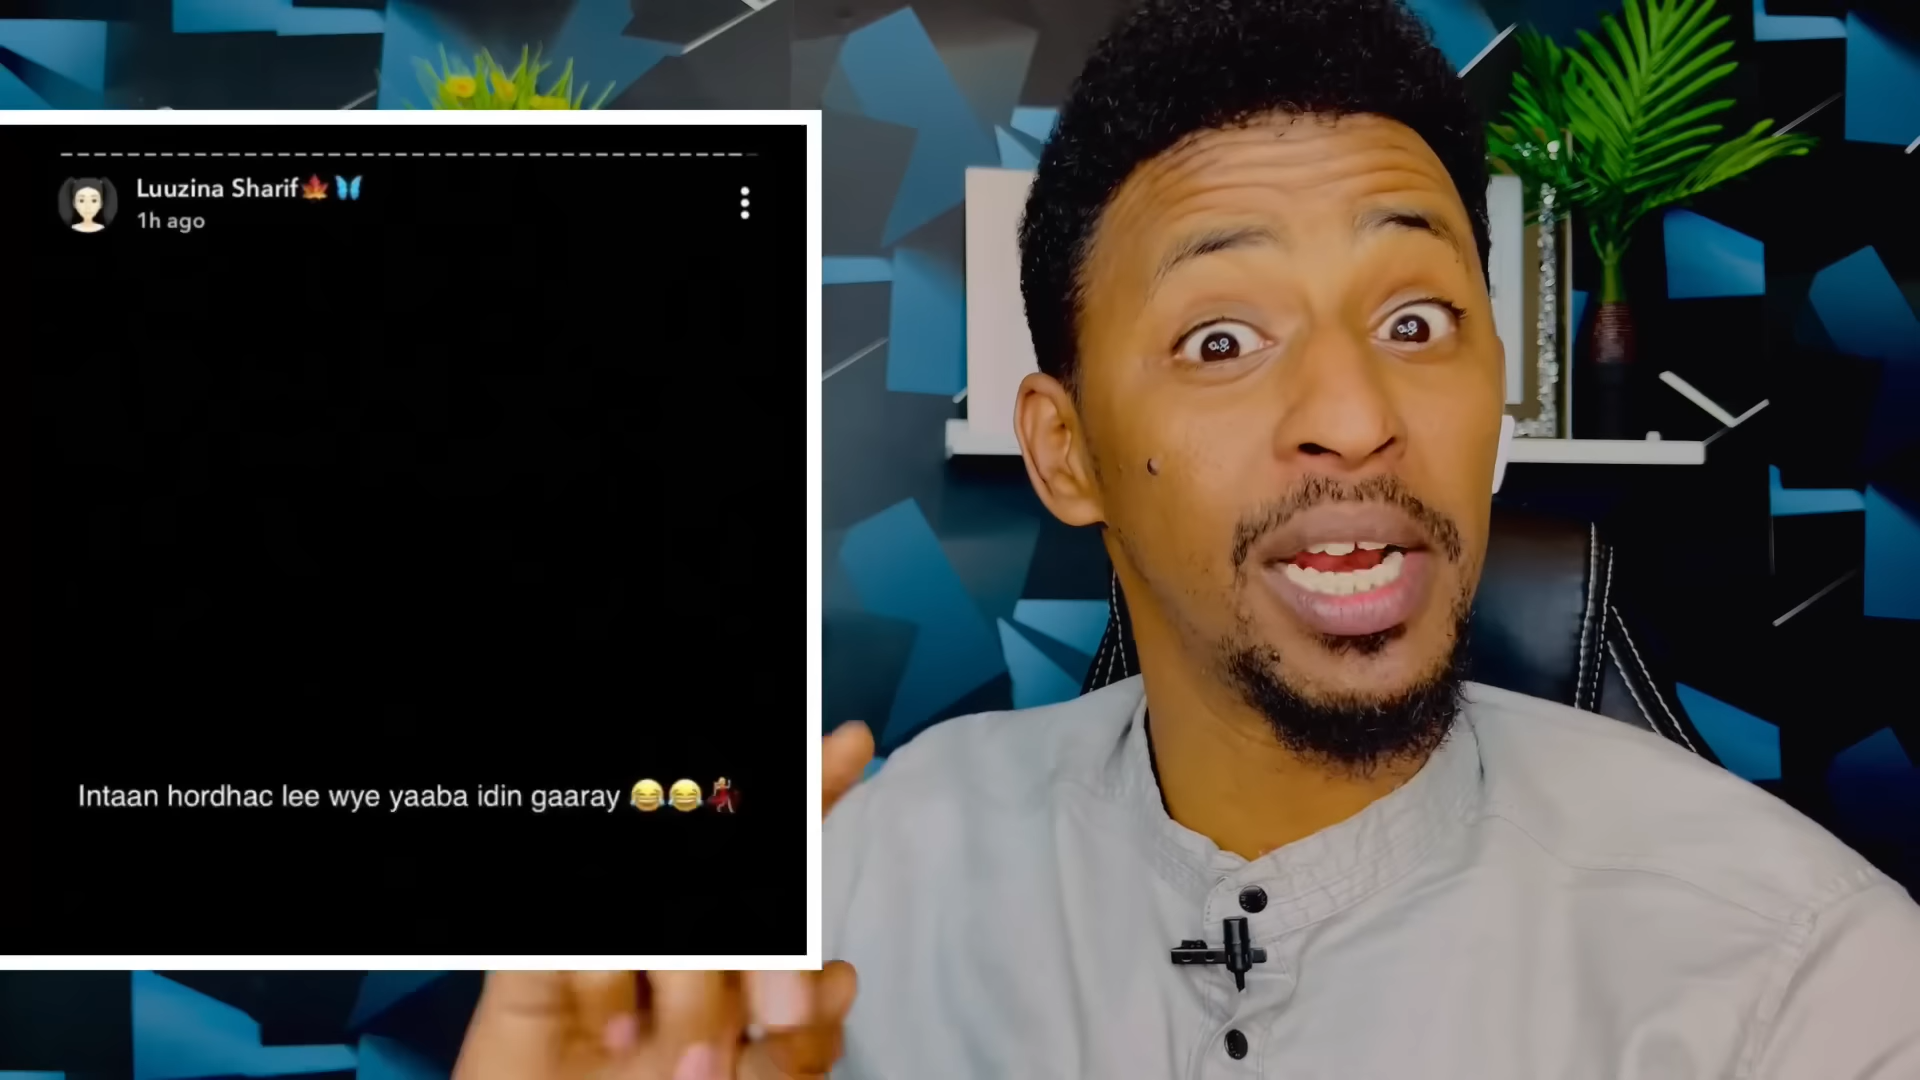 Luuzina Sharif🍁🦋
1h ago
Intaan hordhac lee wye yaaba idin gaaray 😂😂💃